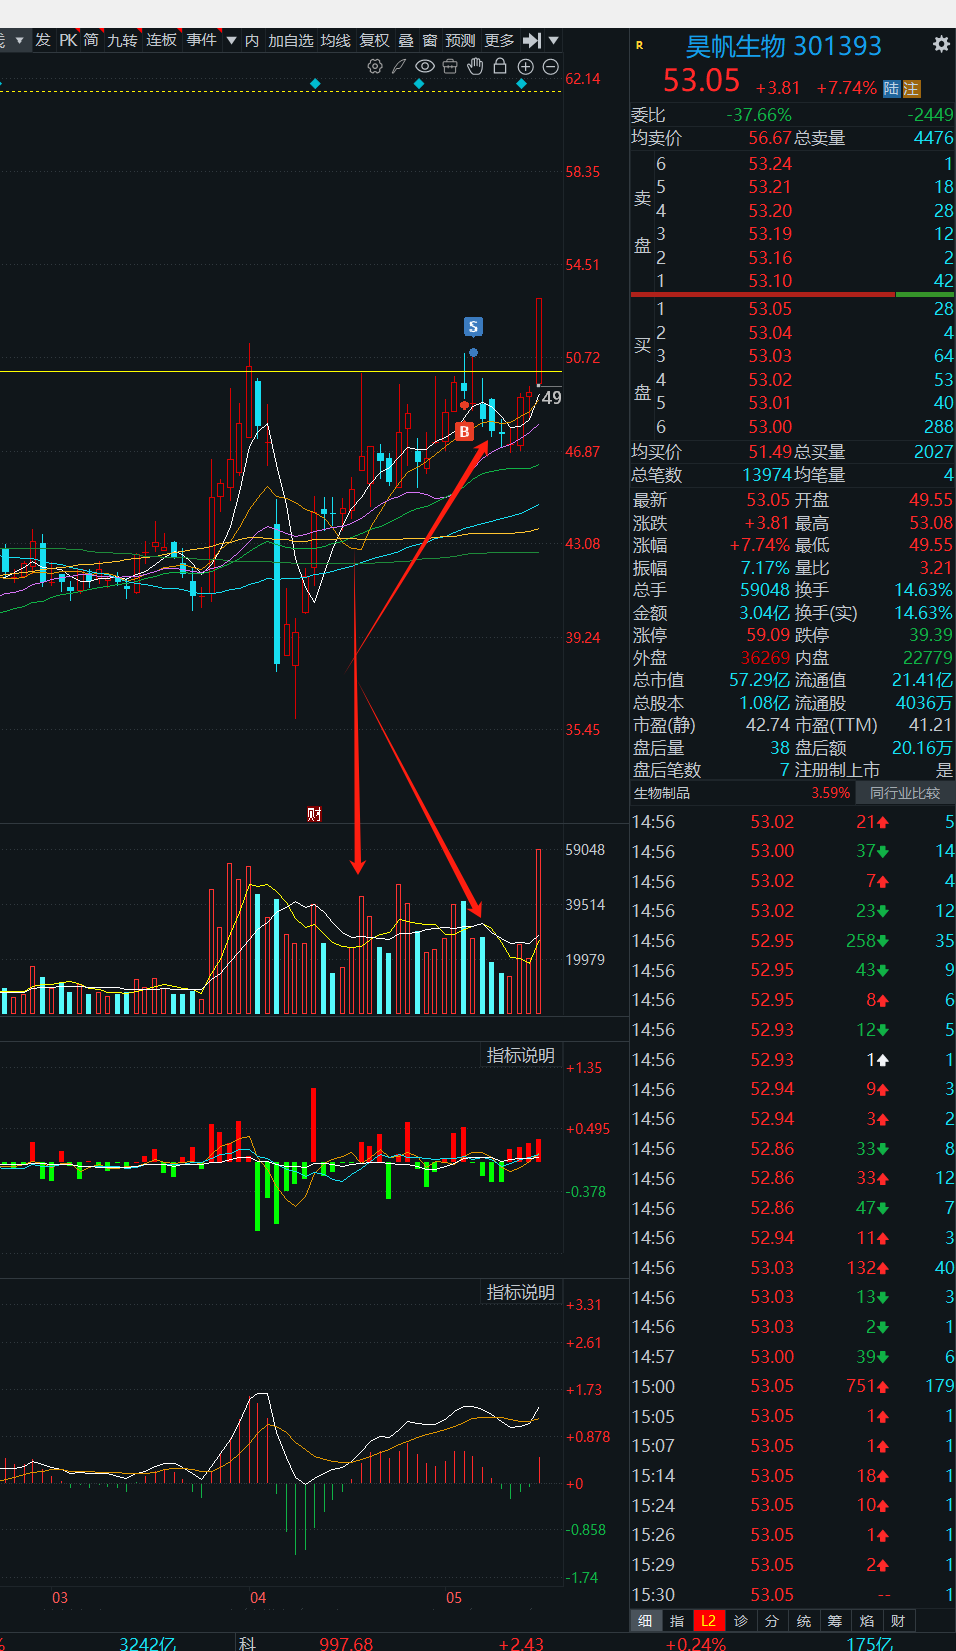 线 ▼ 发 PK 简 九转 连板 事件 ▼ 内 加自选 均线 复权 叠 窗 预测 更多 ▼
R 昊帆生物 301393
53.05 +3.81 +7.74% 陆 注
委比 -37.66% -2449
均卖价 56.67 总卖量 4476
卖盘
6 53.24 1
5 53.21 18
4 53.20 28
3 53.19 12
2 53.16 2
1 53.10 42
买盘
1 53.05 28
2 53.04 4
3 53.03 64
4 53.02 53
5 53.01 40
6 53.00 288
均买价 51.49 总买量 2027
总笔数 13974 均笔量 4
最新 53.05 开盘 49.55
涨跌 +3.81 最高 53.08
涨幅 +7.74% 最低 49.55
振幅 7.17% 量比 3.21
总手 59048 换手 14.63%
金额 3.04亿 换手(实) 14.63%
涨停 59.09 跌停 39.39
外盘 36269 内盘 22779
总市值 57.29亿 流通值 21.41亿
总股本 1.08亿 流通股 4036万
市盈(静) 42.74 市盈(TTM) 41.21
盘后量 38 盘后额 20.16万
盘后笔数 7 注册制上市 是
生物制品 3.59% 同行业比较
14:56 53.02 21 5
14:56 53.00 37 14
14:56 53.02 7 4
14:56 53.02 23 12
14:56 52.95 258 35
14:56 52.95 43 9
14:56 52.95 8 6
14:56 52.93 12 5
14:56 52.93 1 1
14:56 52.94 9 3
14:56 52.94 3 2
14:56 52.86 33 8
14:56 52.86 33 12
14:56 52.86 47 7
14:56 52.94 11 3
14:56 53.03 132 40
14:56 53.03 13 3
14:56 53.03 2 1
14:57 53.00 39 6
15:00 53.05 751 179
15:05 53.05 1 1
15:07 53.05 1 1
15:14 53.05 18 1
15:24 53.05 10 1
15:26 53.05 1 1
15:29 53.05 2 1
15:30 53.05 -- 1
细 指 L2 诊 分 统 筹 焰 财
62.14
58.35
54.51
50.72
46.87
43.08
39.24
35.45
S
B
49
财
59048
39514
19979
指标说明
+1.35
+0.495
-0.378
指标说明
+3.31
+2.61
+1.73
+0.878
+0
-0.858
-1.74
03 04 05
% 3242亿 科 997.68 +2.43 +0.24% 175亿